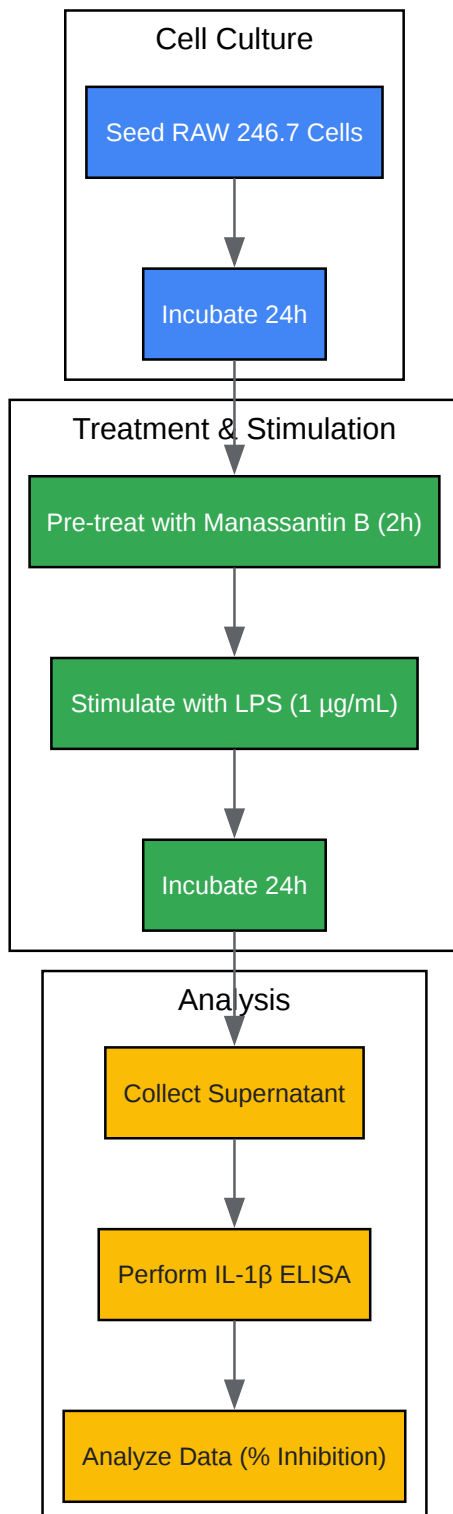 Cell Culture
Seed RAW 246.7 Cells
Incubate 24h
Treatment & Stimulation
Pre-treat with Manassantin B (2h)
Stimulate with LPS (1 µg/mL)
Incubate 24h
Analysis
Collect Supernatant
Perform IL-1β ELISA
Analyze Data (% Inhibition)